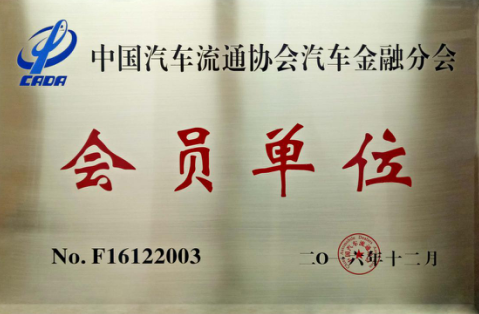 CADA
中国汽车流通协会汽车金融分会
会员单位
No. F16122003
二〇一六年十二月